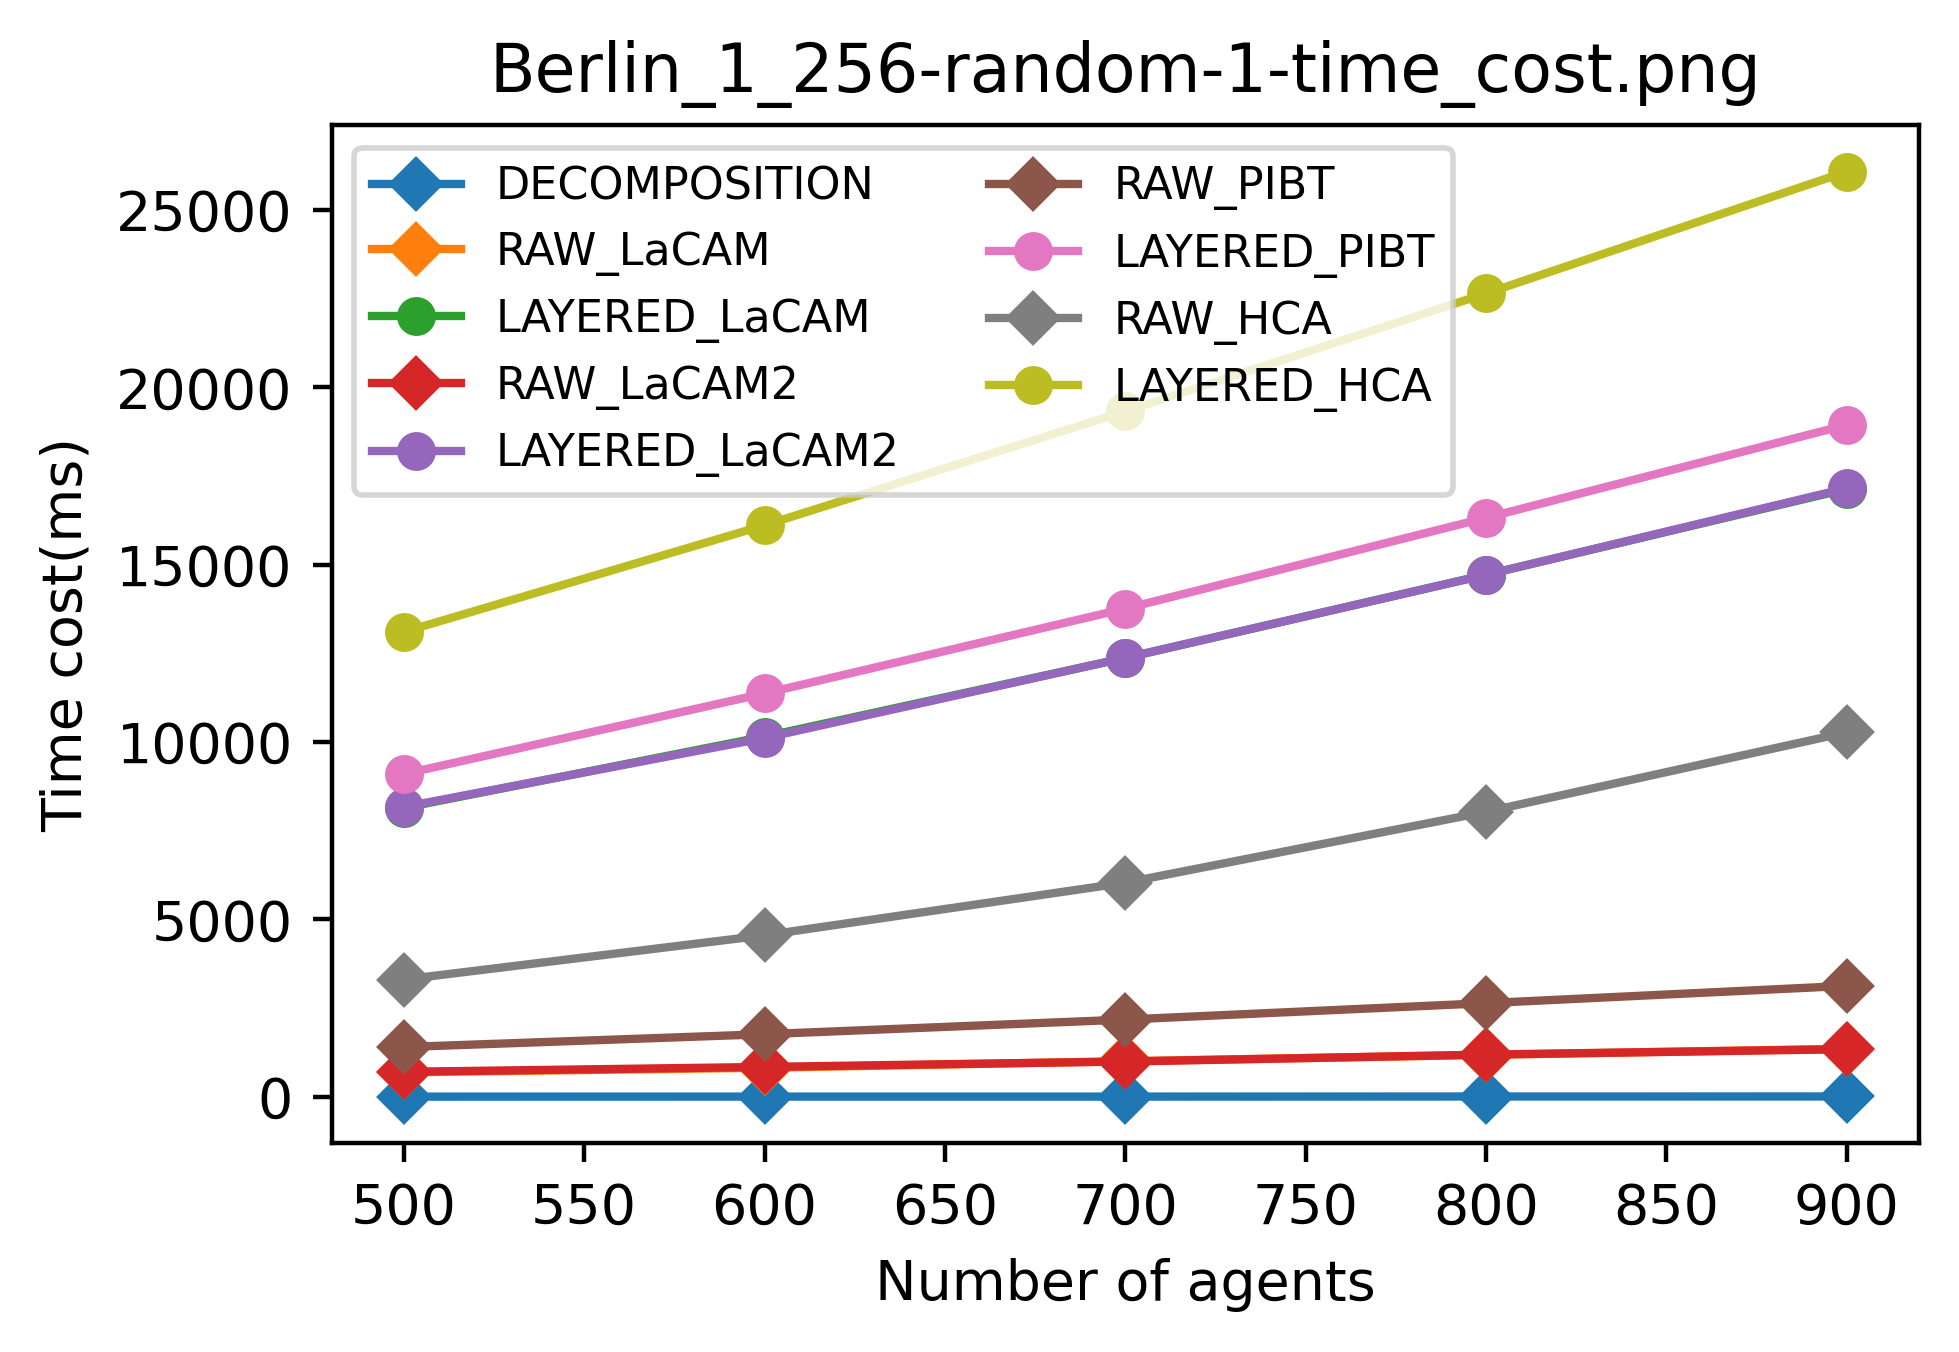 Berlin_1_256-random-1-time_cost.png
DECOMPOSITION
RAW_LaCAM
LAYERED_LaCAM
RAW_LaCAM2
LAYERED_LaCAM2
RAW_PIBT
LAYERED_PIBT
RAW_HCA
LAYERED_HCA
Time cost(ms)
25000
20000
15000
10000
5000
0
500 550 600 650 700 750 800 850 900
Number of agents